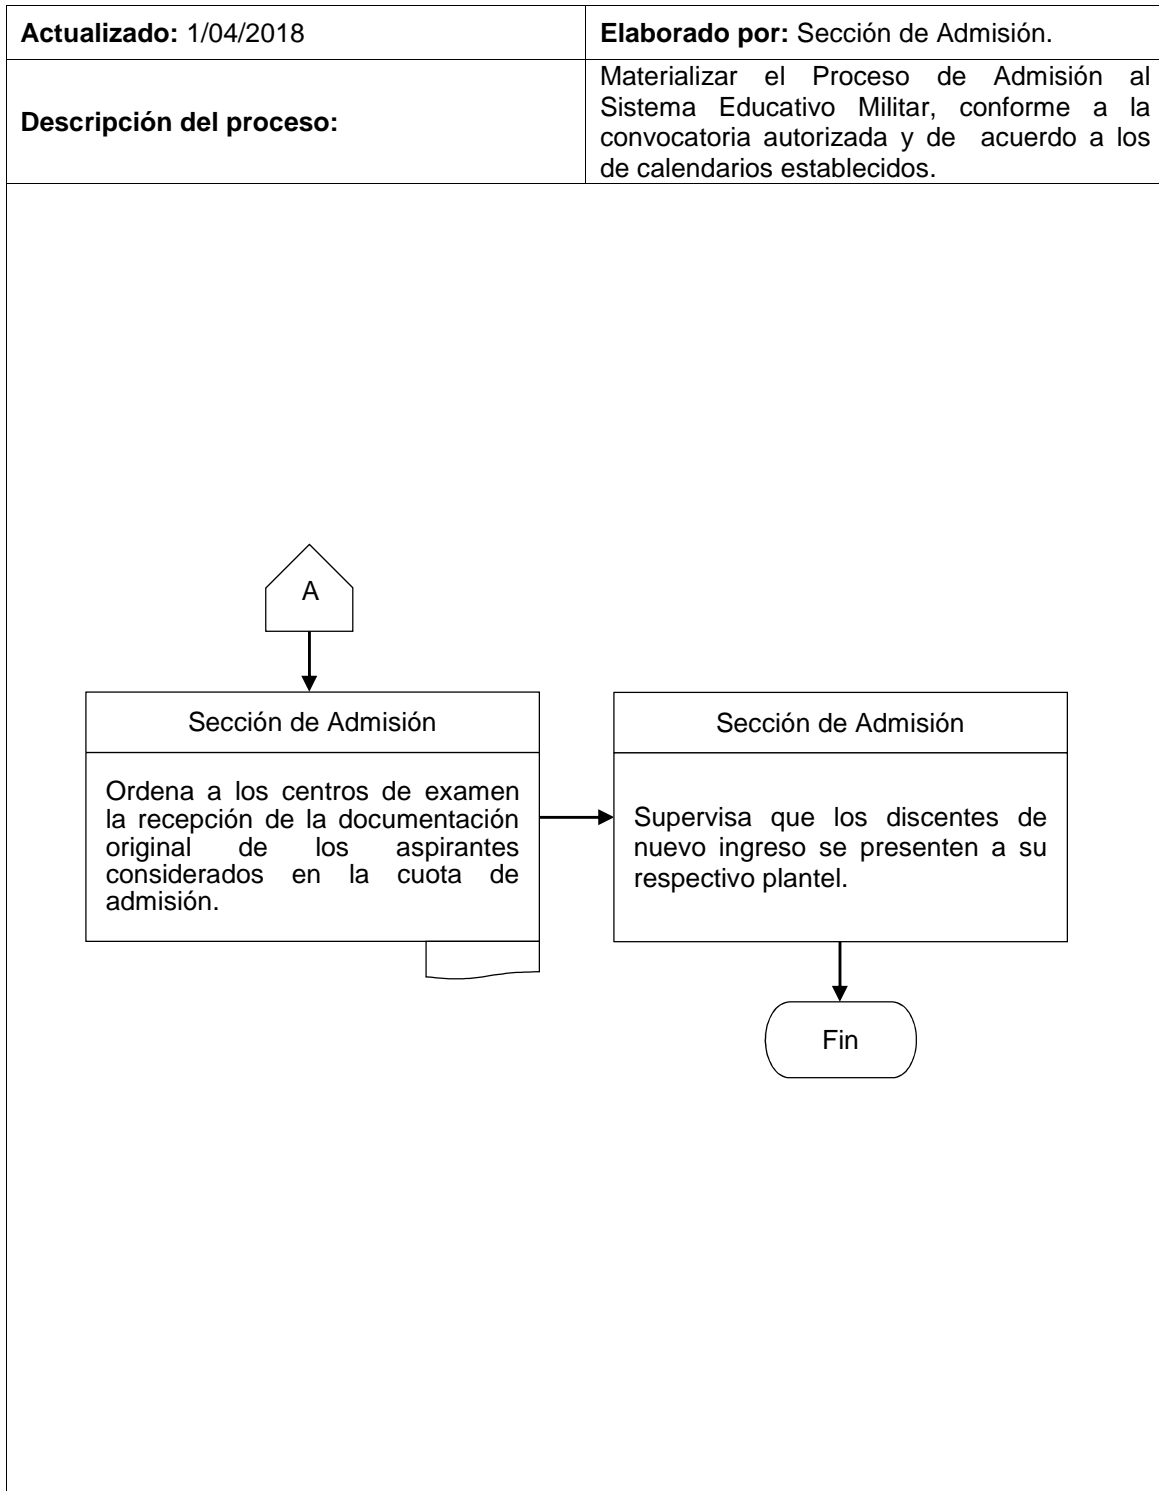 Actualizado: 1/04/2018
Elaborado por: Sección de Admisión.
Descripción del proceso:
Materializar el Proceso de Admisión al
Sistema Educativo Militar, conforme a la
convocatoria autorizada y de acuerdo a los
de calendarios establecidos.
A
Sección de Admisión
Ordena a los centros de examen
la recepción de la documentación
original de los aspirantes
considerados en la cuota de
admisión.
Sección de Admisión
Supervisa que los discentes de
nuevo ingreso se presenten a su
respectivo plantel.
Fin